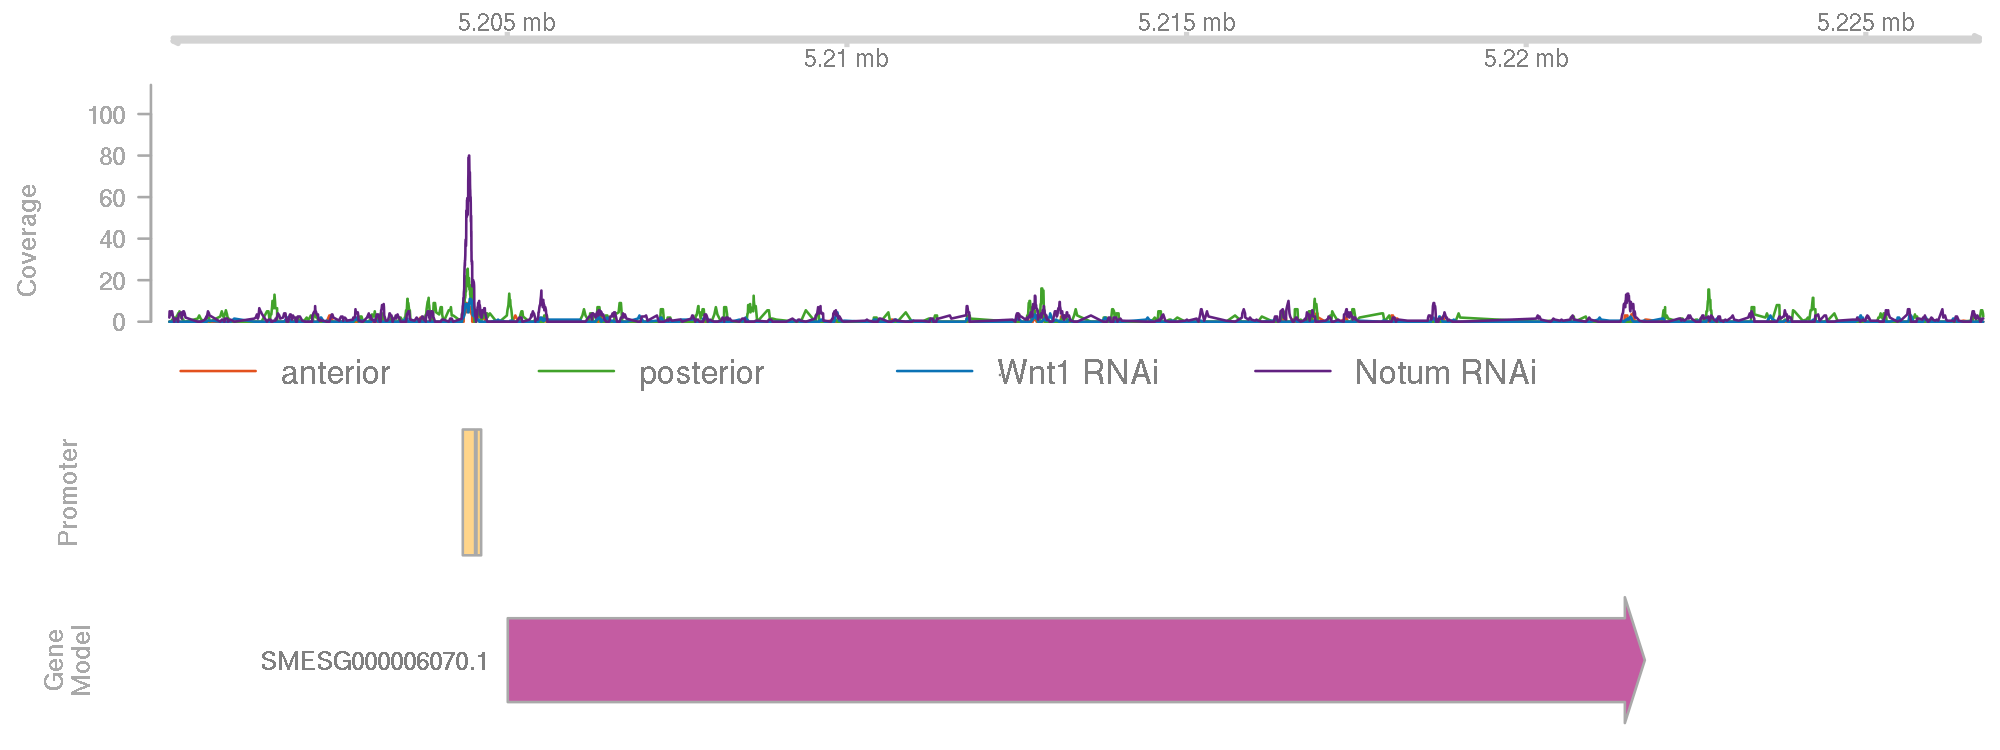 5.205 mb
5.215 mb
5.225 mb
5.21 mb
5.22 mb
Coverage
100
80
60
40
20
0
anterior
posterior
Wnt1 RNAi
Notum RNAi
Promoter
Gene
Model
SMESG000006070.1